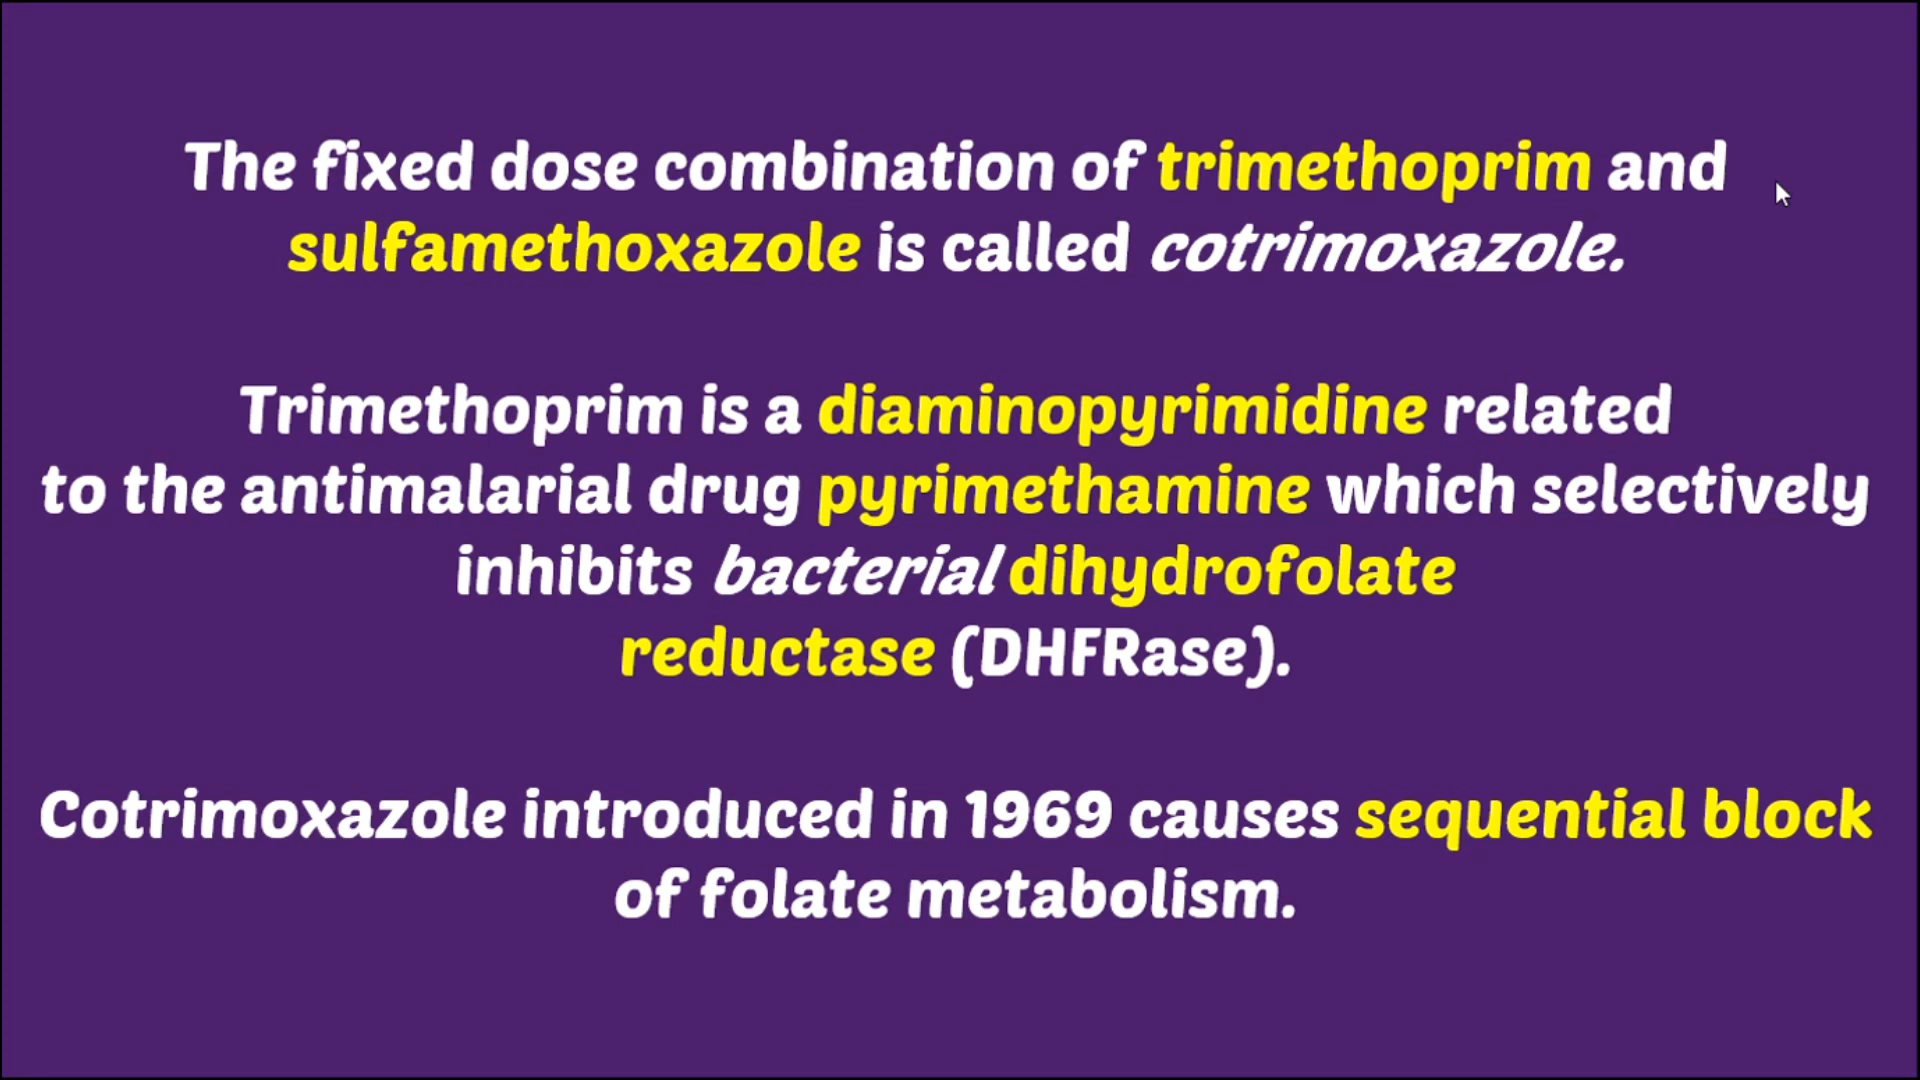 The fixed dose combination of trimethoprim and
sulfamethoxazole is called cotrimoxazole.
Trimethoprim is a diaminopyrimidine related
to the antimalarial drug pyrimethamine which selectively
inhibits bacterial dihydrofolate
reductase (DHFRase).
Cotrimoxazole introduced in 1969 causes sequential block
of folate metabolism.